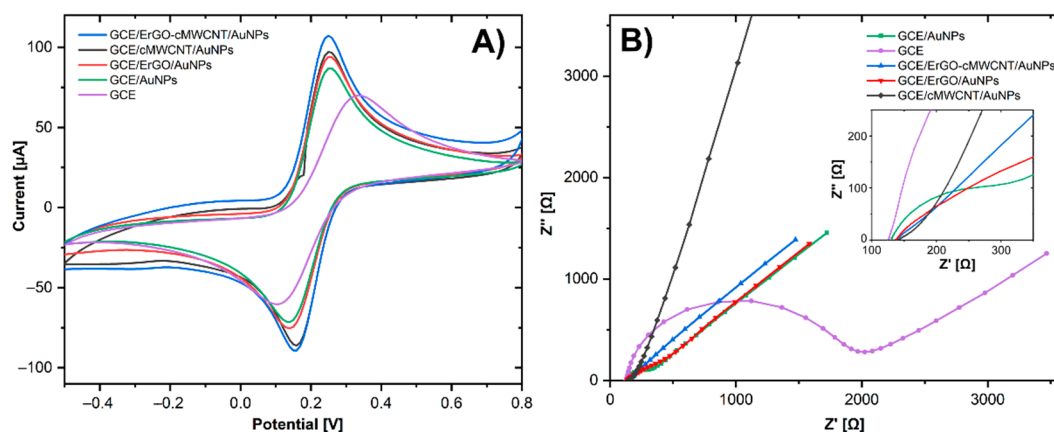 GCE/ErGO-cMWCNT/AuNPs
GCE/cMWCNT/AuNPs
GCE/ErGO/AuNPs
GCE/AuNPs
GCE
A)
100
50
0
−50
−100
Current [µA]
−0.4
−0.2
0.0
0.2
0.4
0.6
0.8
Potential [V]
B)
GCE/AuNPs
GCE
GCE/ErGO-cMWCNT/AuNPs
GCE/ErGO/AuNPs
GCE/cMWCNT/AuNPs
3000
2000
1000
0
Z'' [Ω]
0
1000
2000
3000
Z' [Ω]
200
100
0
Z'' [Ω]
100
200
300
Z' [Ω]